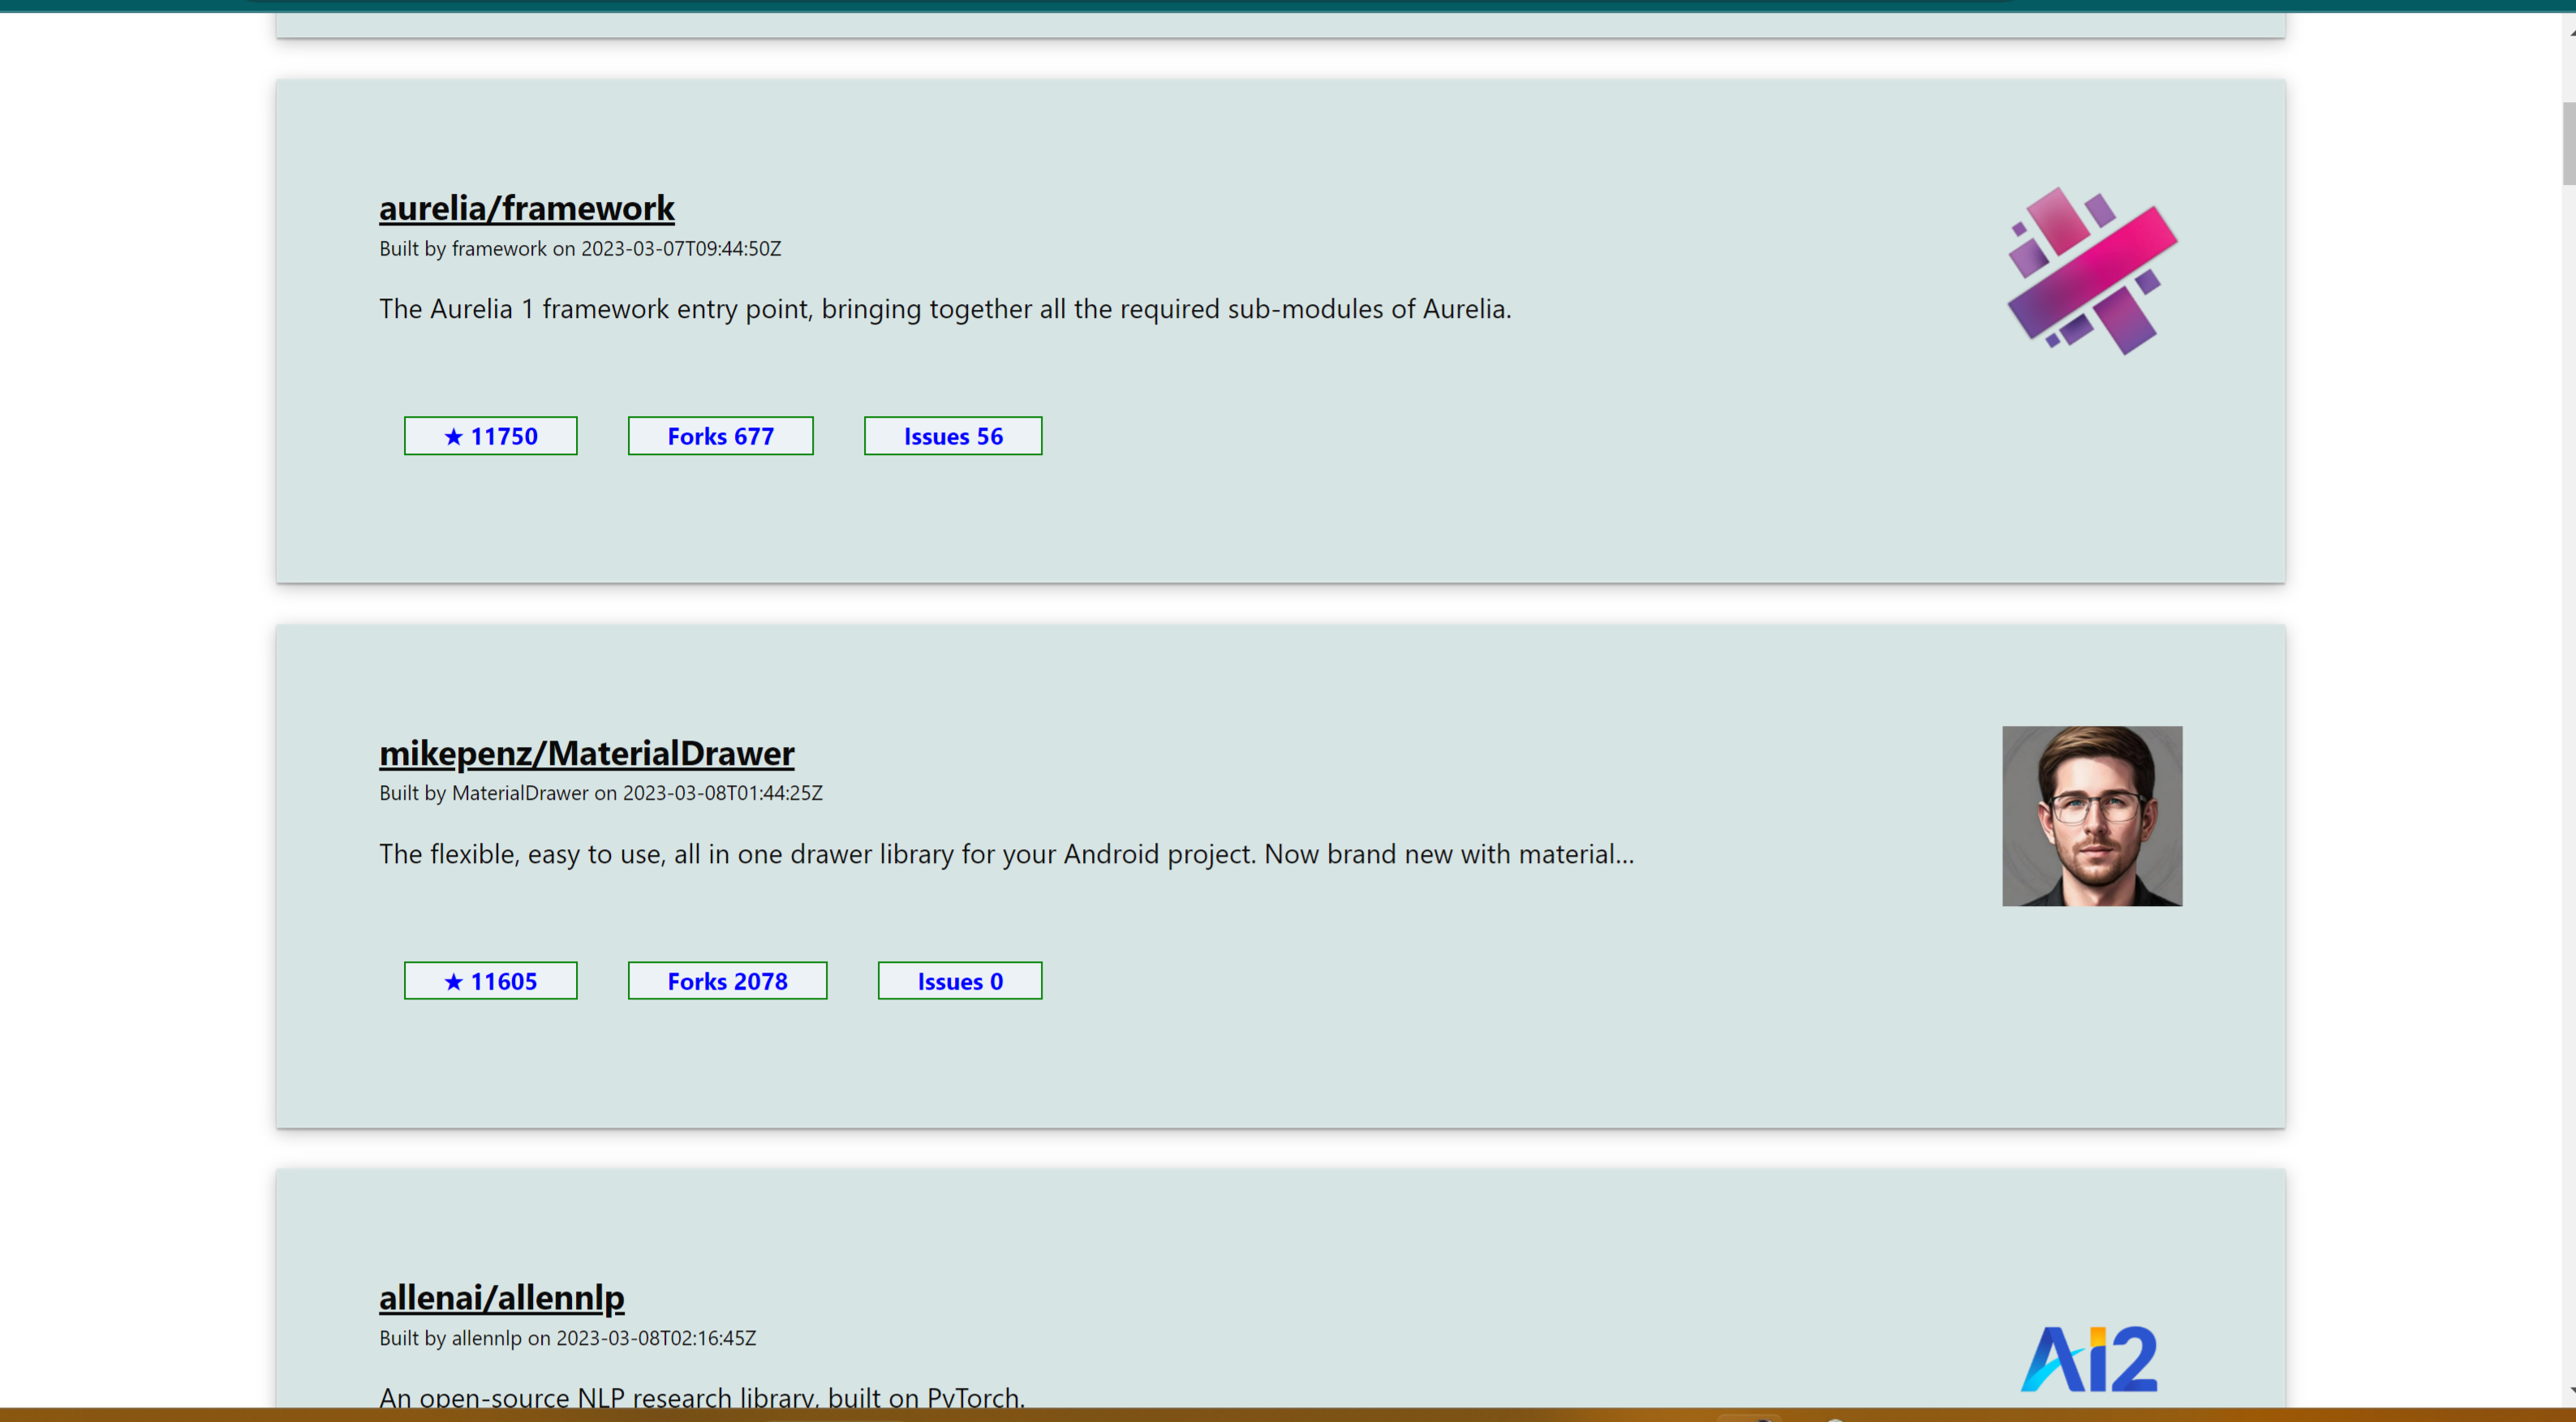 aurelia/framework
Built by framework on 2023-03-07T09:44:50Z
The Aurelia 1 framework entry point, bringing together all the required sub-modules of Aurelia.
★ 11750 Forks 677 Issues 56
mikepenz/MaterialDrawer
Built by MaterialDrawer on 2023-03-08T01:44:25Z
The flexible, easy to use, all in one drawer library for your Android project. Now brand new with material...
★ 11605 Forks 2078 Issues 0
allenai/allennlp
Built by allennlp on 2023-03-08T02:16:45Z
Ai2
An open-source NLP research library, built on PyTorch.